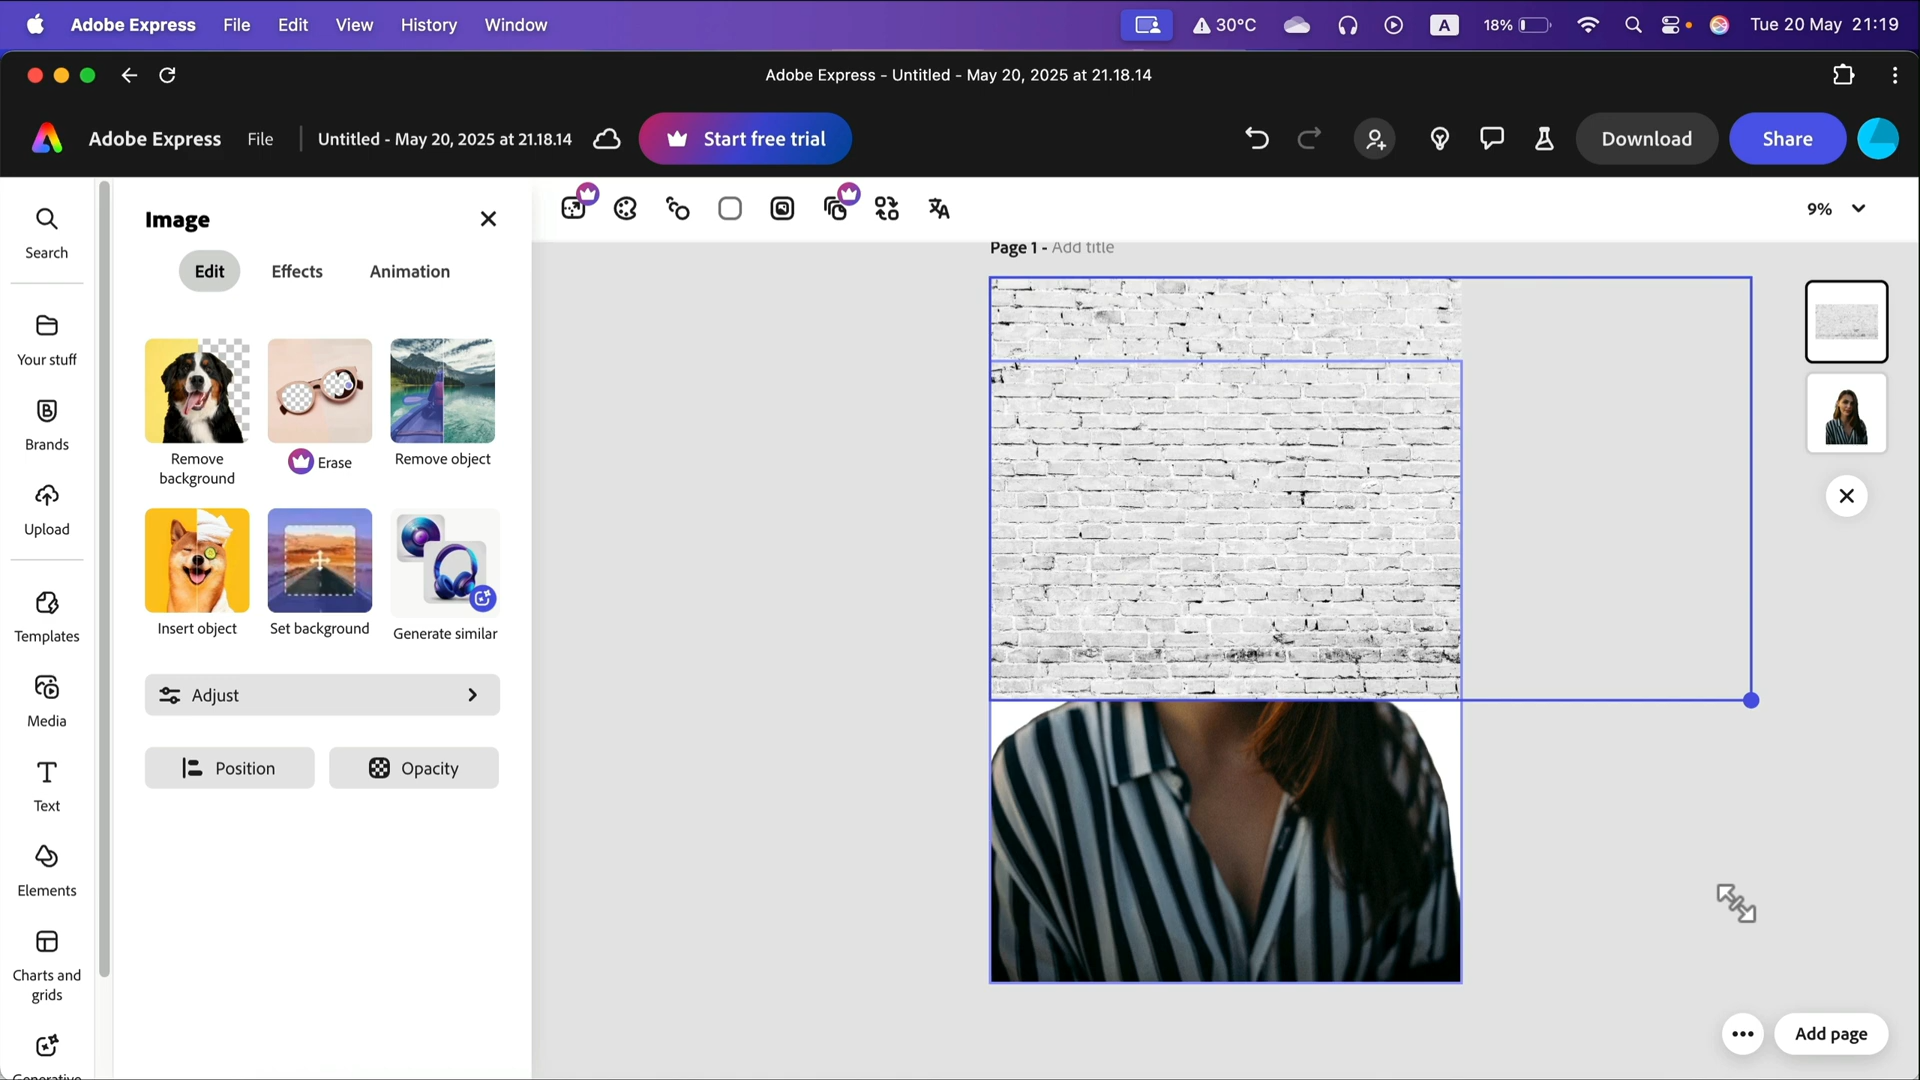 Adobe Express File Edit View History Window 30°C A 18% Tue 20 May 21:19
Adobe Express - Untitled - May 20, 2025 at 21.18.14
Adobe Express File Untitled - May 20, 2025 at 21.18.14 Start free trial Download Share
Search
Your stuff
B
Brands
Upload
Templates
Media
Text
Elements
Charts and
grids
Generative
Image
Edit Effects Animation
Remove
background
Erase
Remove object
Insert object
Set background
Generate similar
Adjust
Position
Opacity
9%
Page 1 - Add title
Add page